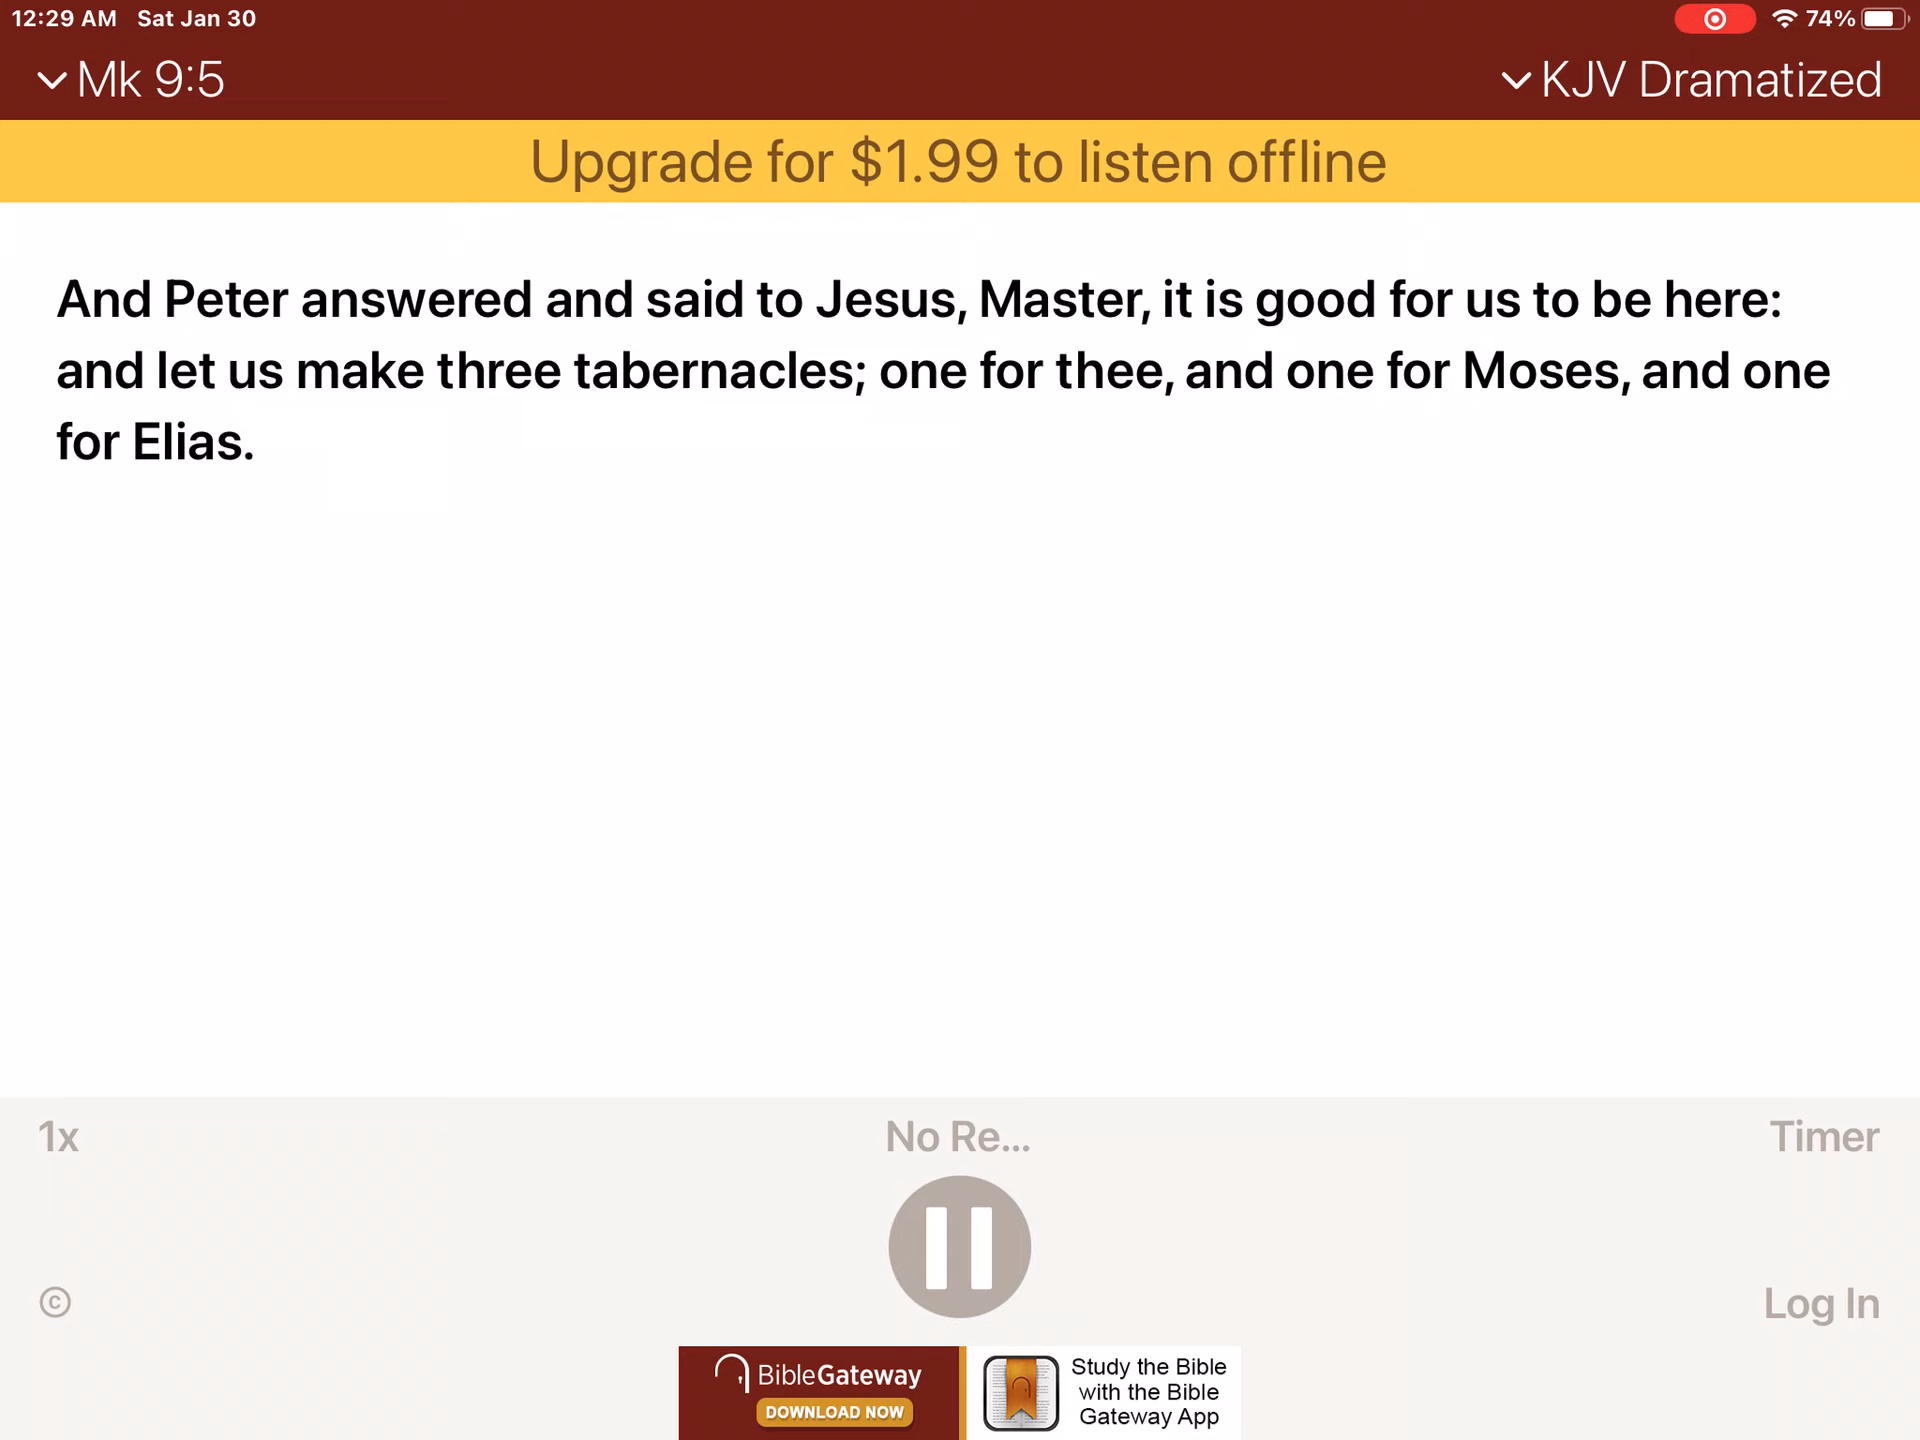 12:29 AM Sat Jan 30
74%
Mk 9:5
KJV Dramatized
Upgrade for $1.99 to listen offline
And Peter answered and said to Jesus, Master, it is good for us to be here:
and let us make three tabernacles; one for thee, and one for Moses, and one
for Elias.
1x
No Re...
Timer
©
Log In
BibleGateway
DOWNLOAD NOW
Study the Bible
with the Bible
Gateway App